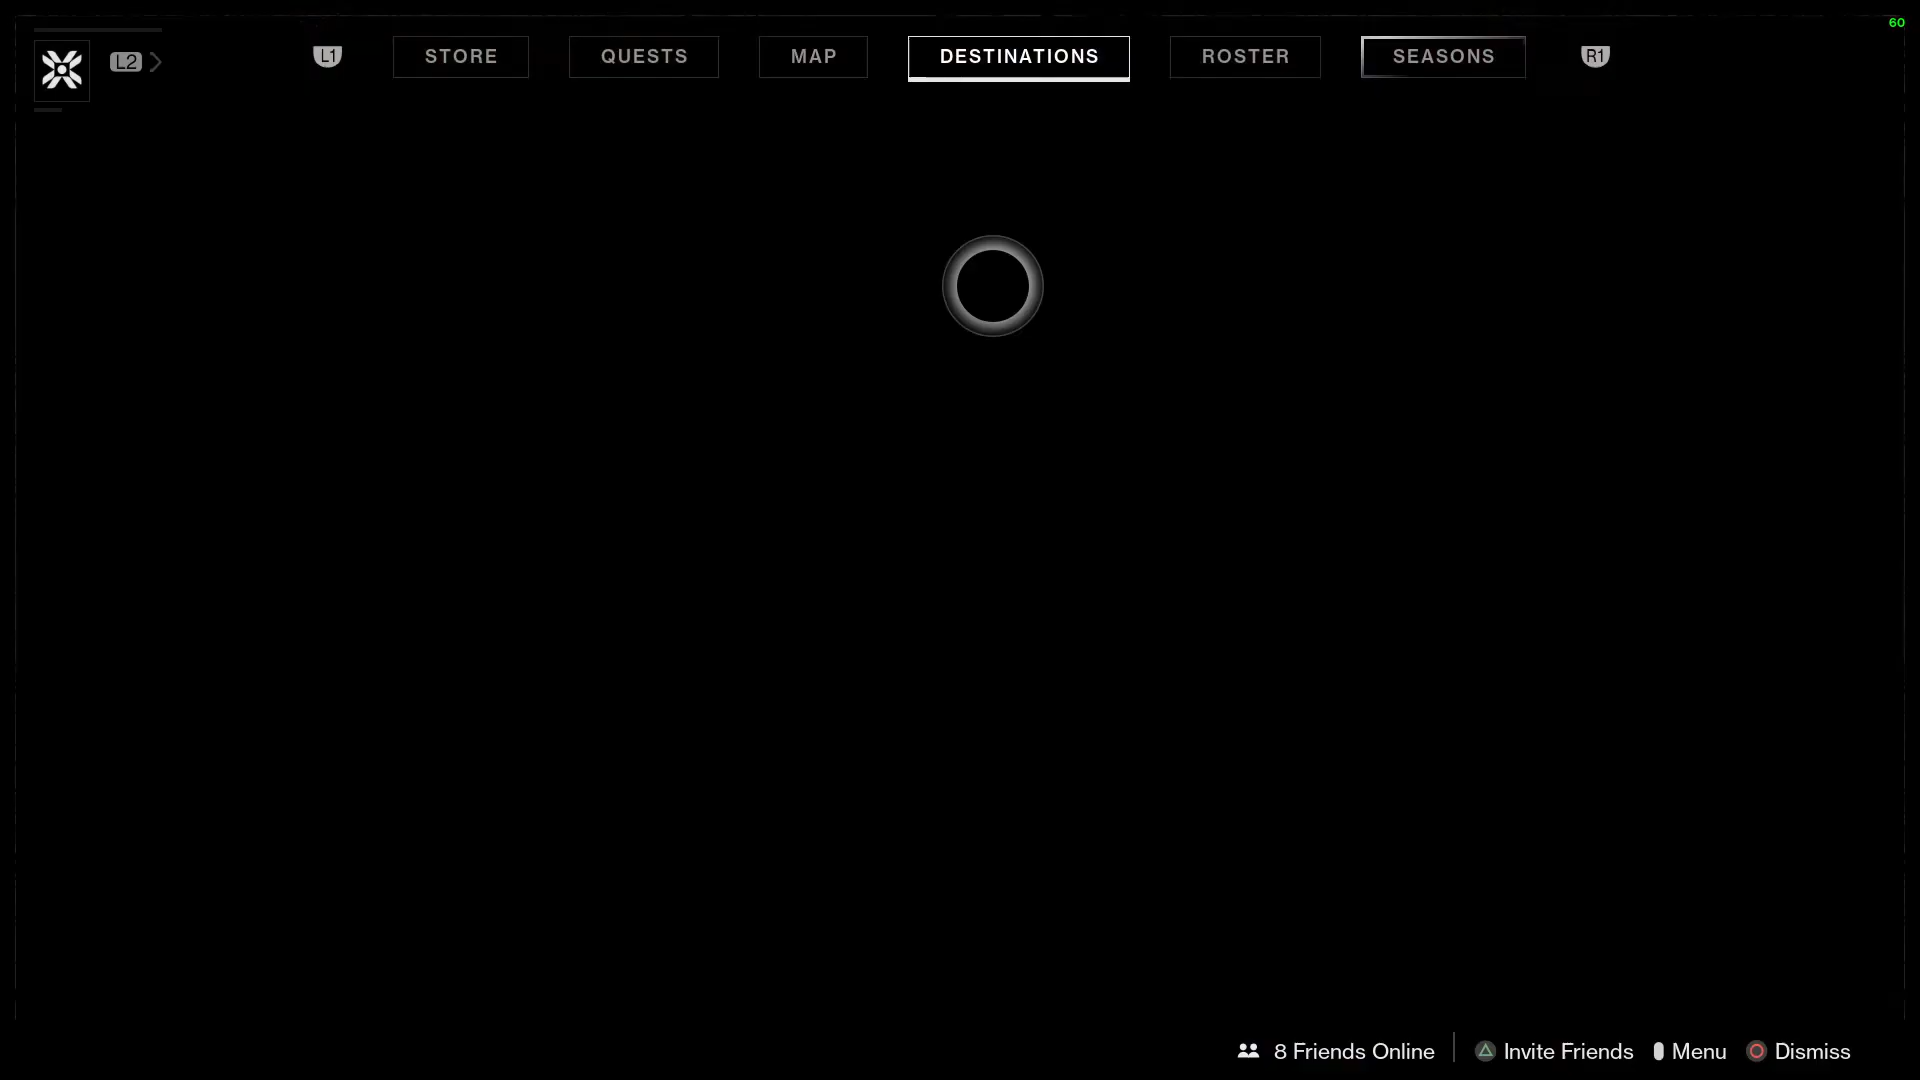 60
L2
L1
STORE
QUESTS
MAP
DESTINATIONS
ROSTER
SEASONS
R1
8 Friends Online
Invite Friends
Menu
Dismiss